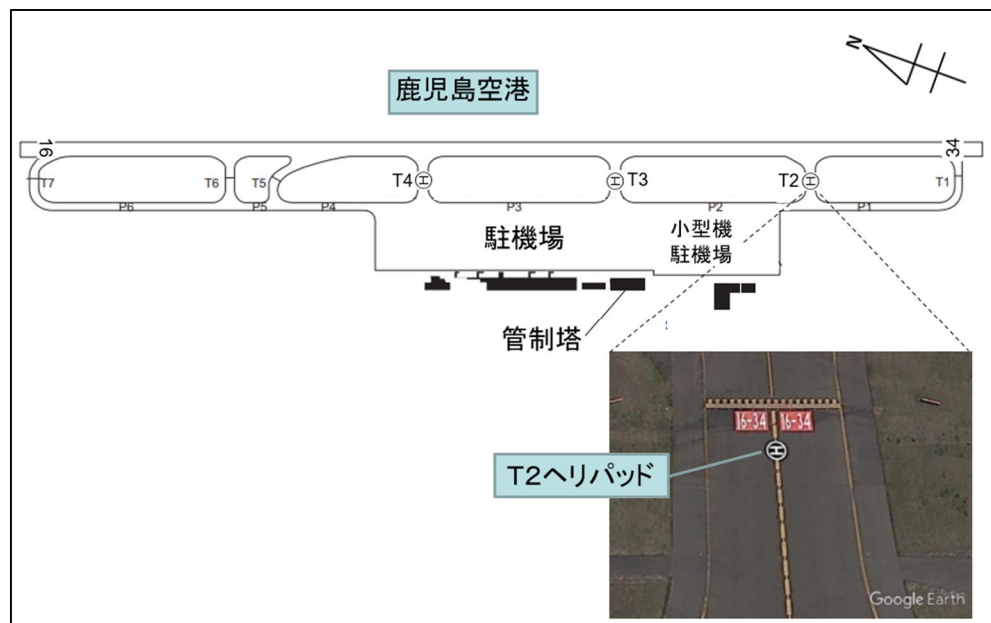 N
鹿児島空港
16
34
T7
T6
T5
T4
T3
T2
T1
P6
P5
P4
P3
P2
P1
駐機場
小型機
駐機場
管制塔
16-34 16-34
H
T2ヘリパッド
Google Earth